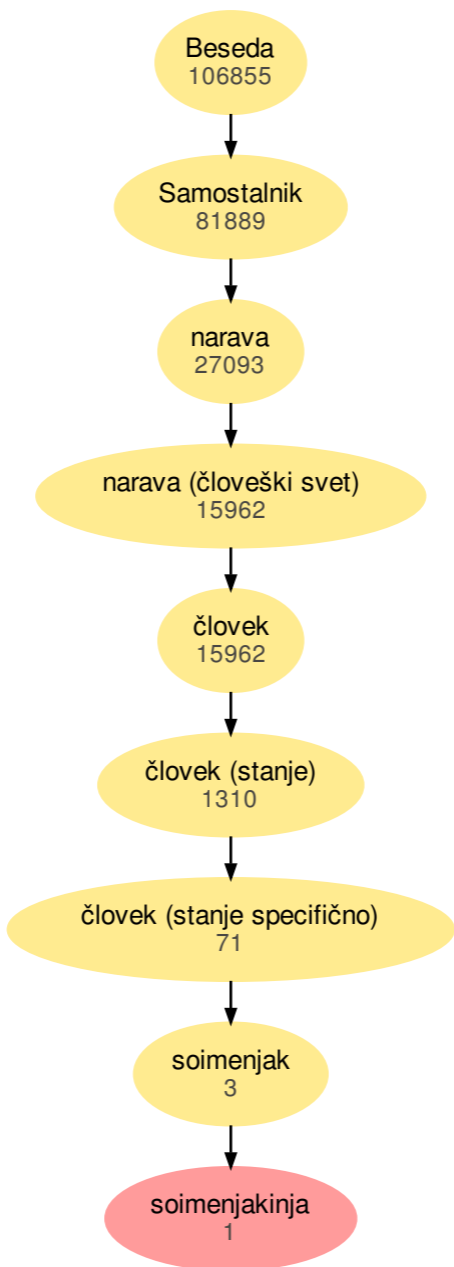 Beseda
106855
Samostalnik
81889
narava
27093
narava (človeški svet)
15962
človek
15962
človek (stanje)
1310
človek (stanje specifično)
71
soimenjak
3
soimenjakinja
1